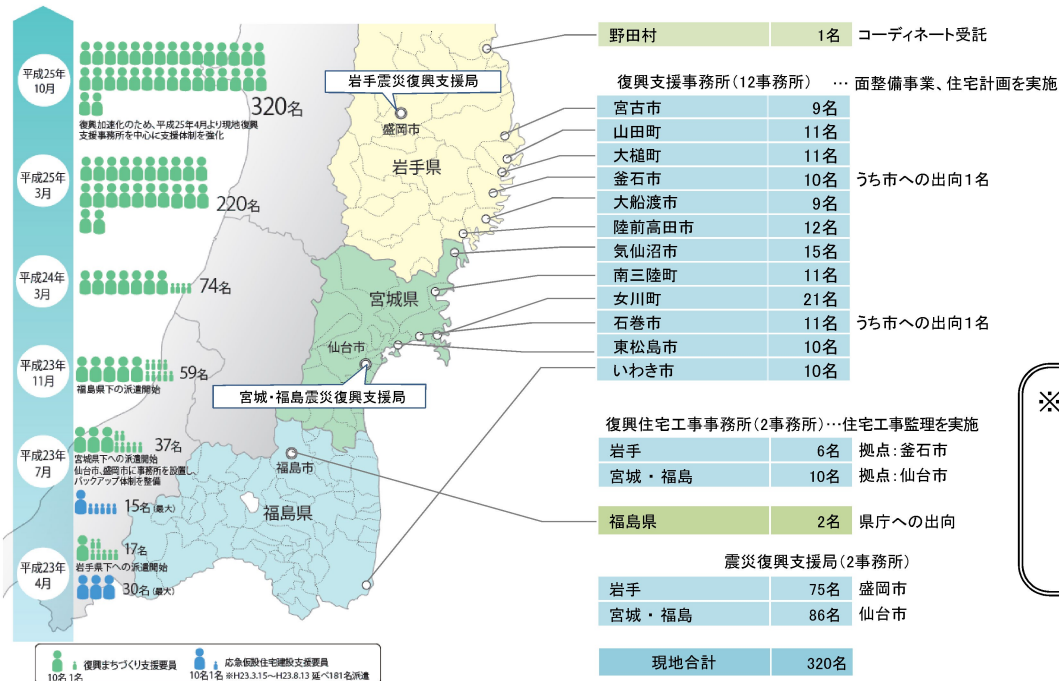 平成25年
10月
320名
復興加速化のため、平成25年4月より現地復興
支援事務所を中心に支援体制を強化
平成25年
3月
220名
平成24年
3月
74名
平成23年
11月
59名
福島県下の派遣開始
平成23年
7月
37名
宮城県下への派遣開始
仙台市、盛岡市に事務所を設置し
バックアップ体制を整備
15名(最大)
平成23年
4月
17名
岩手県下への派遣開始
30名(最大)
復興まちづくり支援要員
10名 1名
応急仮設住宅建設支援要員
10名 1名 ※H23.3.15~H23.8.13 延べ181名派遣
岩手震災復興支援局
盛岡市
岩手県
宮城県
仙台市
宮城・福島震災復興支援局
福島市
福島県
野田村 1名 コーディネート受託
復興支援事務所(12事務所) … 面整備事業、住宅計画を実施
宮古市 9名
山田町 11名
大槌町 11名
釜石市 10名 うち市への出向1名
大船渡市 9名
陸前高田市 12名
気仙沼市 15名
南三陸町 11名
女川町 21名
石巻市 11名 うち市への出向1名
東松島市 10名
いわき市 10名
復興住宅工事事務所(2事務所)…住宅工事監理を実施
岩手 6名 拠点:釜石市
宮城・福島 10名 拠点:仙台市
福島県 2名 県庁への出向
震災復興支援局(2事務所)
岩手 75名 盛岡市
宮城・福島 86名 仙台市
現地合計 320名
※